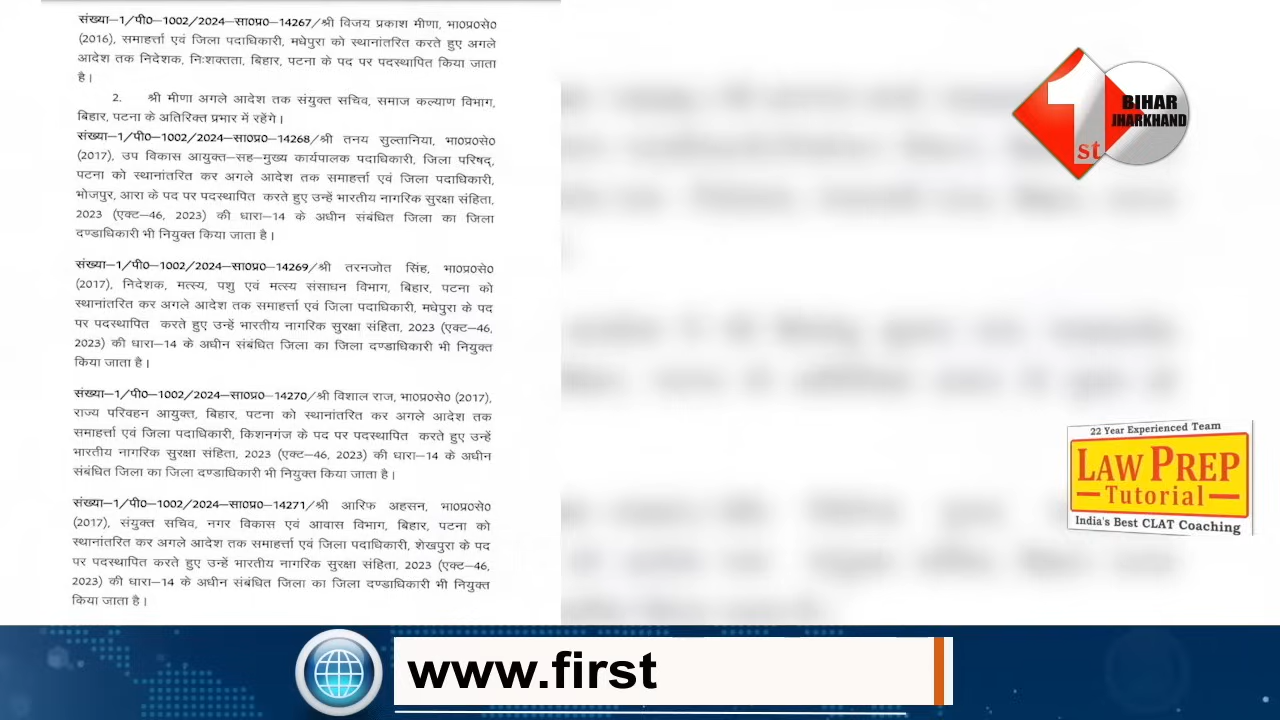 संख्या–1/पी0–1002/2024–सा0प्र0–14267/श्री विजय प्रकाश मीणा, भा0प्र0से0
(2016), समाहर्त्ता एवं जिला पदाधिकारी, मधेपुरा को स्थानांतरित करते हुए अगले
आदेश तक निदेशक, निःशक्तता, बिहार, पटना के पद पर पदस्थापित किया जाता
है।
2. श्री मीणा अगले आदेश तक संयुक्त सचिव, समाज कल्याण विभाग,
बिहार, पटना के अतिरिक्त प्रभार में रहेंगे।
संख्या–1/पी0–1002/2024–सा0प्र0–14268/श्री तनय सुल्तानिया, भा0प्र0से0
(2017), उप विकास आयुक्त–सह–मुख्य कार्यपालक पदाधिकारी, जिला परिषद्,
पटना को स्थानांतरित कर अगले आदेश तक समाहर्त्ता एवं जिला पदाधिकारी,
भोजपुर, आरा के पद पर पदस्थापित करते हुए उन्हें भारतीय नागरिक सुरक्षा संहिता,
2023 (एक्ट–46, 2023) की धारा–14 के अधीन संबंधित जिला का जिला
दण्डाधिकारी भी नियुक्त किया जाता है।
संख्या–1/पी0–1002/2024–सा0प्र0–14269/श्री तरनजोत सिंह, भा0प्र0से0
(2017), निदेशक, मत्स्य, पशु एवं मत्स्य संसाधन विभाग, बिहार, पटना को
स्थानांतरित कर अगले आदेश तक समाहर्त्ता एवं जिला पदाधिकारी, मधेपुरा के पद
पर पदस्थापित करते हुए उन्हें भारतीय नागरिक सुरक्षा संहिता, 2023 (एक्ट–46,
2023) की धारा–14 के अधीन संबंधित जिला का जिला दण्डाधिकारी भी नियुक्त
किया जाता है।
संख्या–1/पी0–1002/2024–सा0प्र0–14270/श्री विशाल राज, भा0प्र0से0 (2017),
राज्य परिवहन आयुक्त, बिहार, पटना को स्थानांतरित कर अगले आदेश तक
समाहर्त्ता एवं जिला पदाधिकारी, किशनगंज के पद पर पदस्थापित करते हुए उन्हें
भारतीय नागरिक सुरक्षा संहिता, 2023 (एक्ट–46, 2023) की धारा–14 के अधीन
संबंधित जिला का जिला दण्डाधिकारी भी नियुक्त किया जाता है।
संख्या–1/पी0–1002/2024–सा0प्र0–14271/श्री आरिफ अहसन, भा0प्र0से0
(2017), संयुक्त सचिव, नगर विकास एवं आवास विभाग, बिहार, पटना को
स्थानांतरित कर अगले आदेश तक समाहर्त्ता एवं जिला पदाधिकारी, शेखपुरा के पद
पर पदस्थापित करते हुए उन्हें भारतीय नागरिक सुरक्षा संहिता, 2023 (एक्ट–46,
2023) की धारा–14 के अधीन संबंधित जिला का जिला दण्डाधिकारी भी नियुक्त
किया जाता है।
1st
BIHAR
JHARKHAND
22 Year Experienced Team
LAW PREP
Tutorial
India's Best CLAT Coaching
www.first